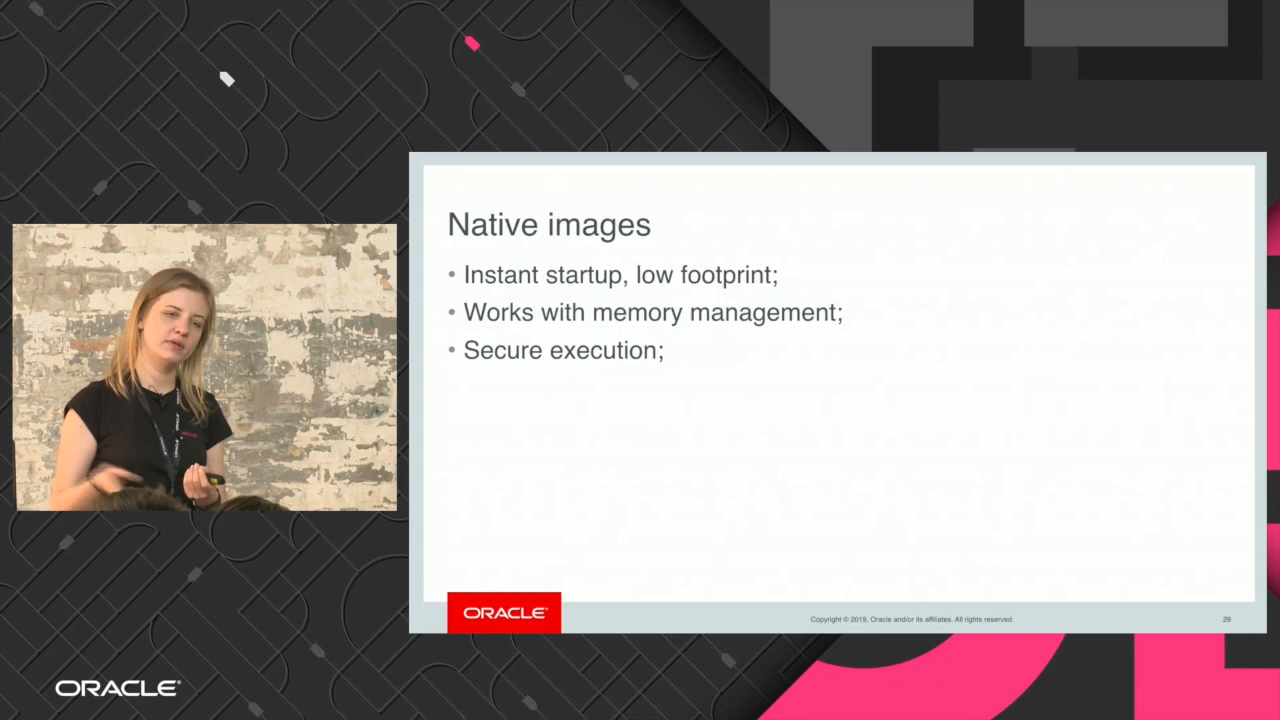 Native images
• Instant startup, low footprint;
• Works with memory management;
• Secure execution;
ORACLE®
Copyright © 2019, Oracle and/or its affiliates. All rights reserved.
29
ORACLE®